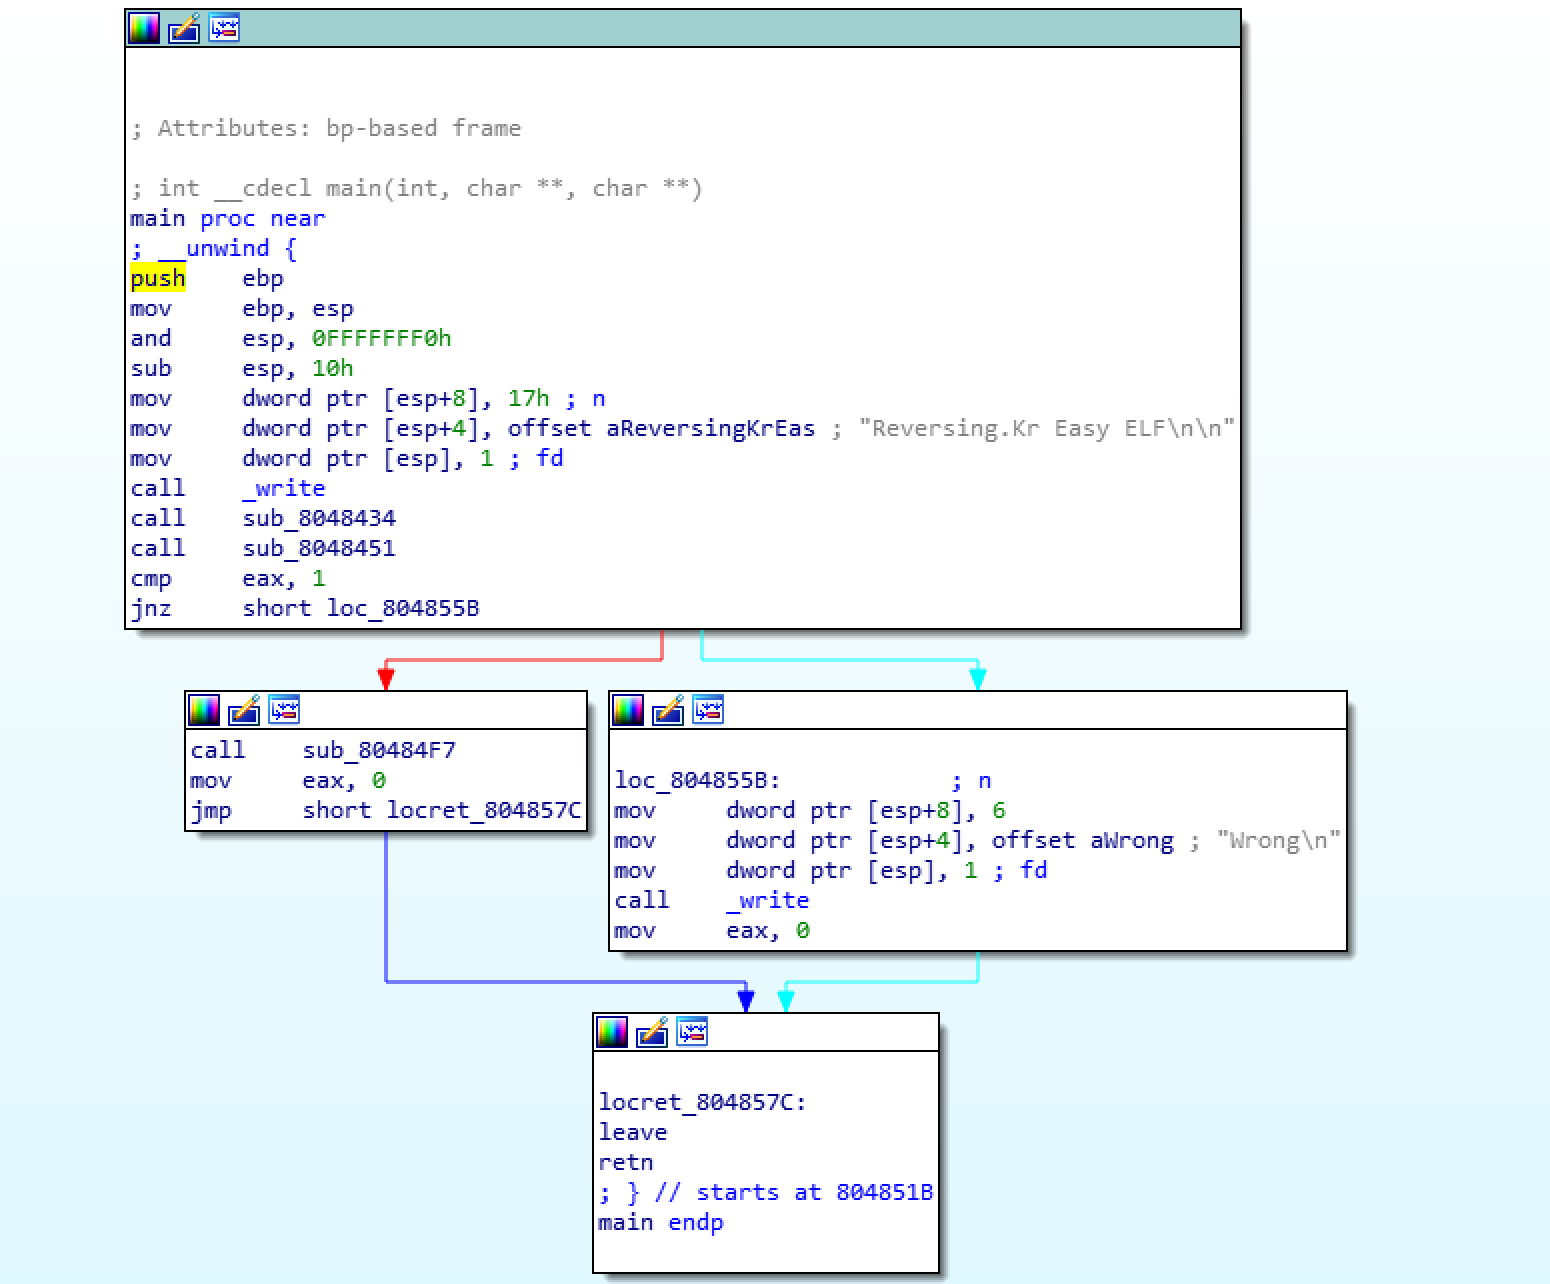 ; Attributes: bp-based frame
; int __cdecl main(int, char **, char **)
main proc near
; __unwind {
push ebp
mov ebp, esp
and esp, 0FFFFFFF0h
sub esp, 10h
mov dword ptr [esp+8], 17h ; n
mov dword ptr [esp+4], offset aReversingKrEas ; "Reversing.Kr Easy ELF\n\n"
mov dword ptr [esp], 1 ; fd
call _write
call sub_8048434
call sub_8048451
cmp eax, 1
jnz short loc_804855B
call sub_80484F7
mov eax, 0
jmp short locret_804857C
loc_804855B: ; n
mov dword ptr [esp+8], 6
mov dword ptr [esp+4], offset aWrong ; "Wrong\n"
mov dword ptr [esp], 1 ; fd
call _write
mov eax, 0
locret_804857C:
leave
retn
; } // starts at 804851B
main endp